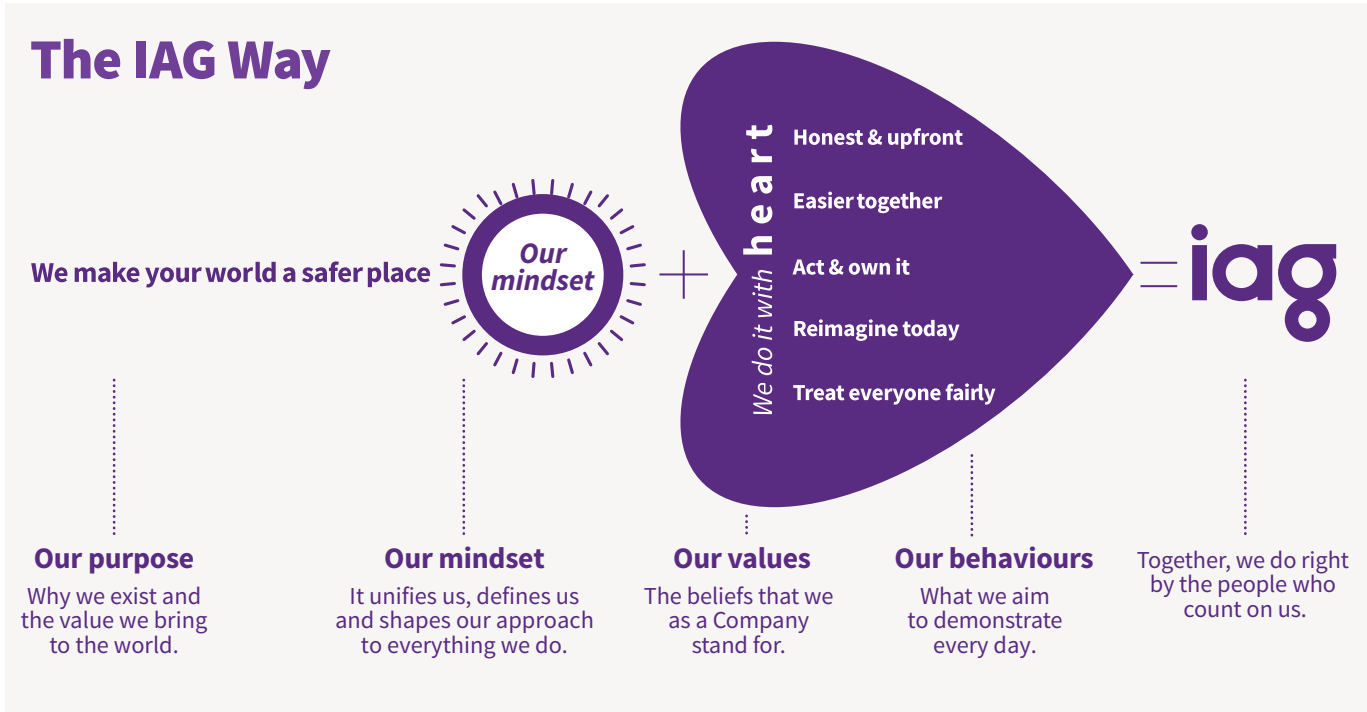 The IAG Way
We make your world a safer place
Our
mindset
+
We do it with heart
Honest & upfront
Easier together
Act & own it
Reimagine today
Treat everyone fairly
=
iag
Our purpose
Why we exist and
the value we bring
to the world.
Our mindset
It unifies us, defines us
and shapes our approach
to everything we do.
Our values
The beliefs that we
as a Company
stand for.
Our behaviours
What we aim
to demonstrate
every day.
Together, we do right
by the people who
count on us.